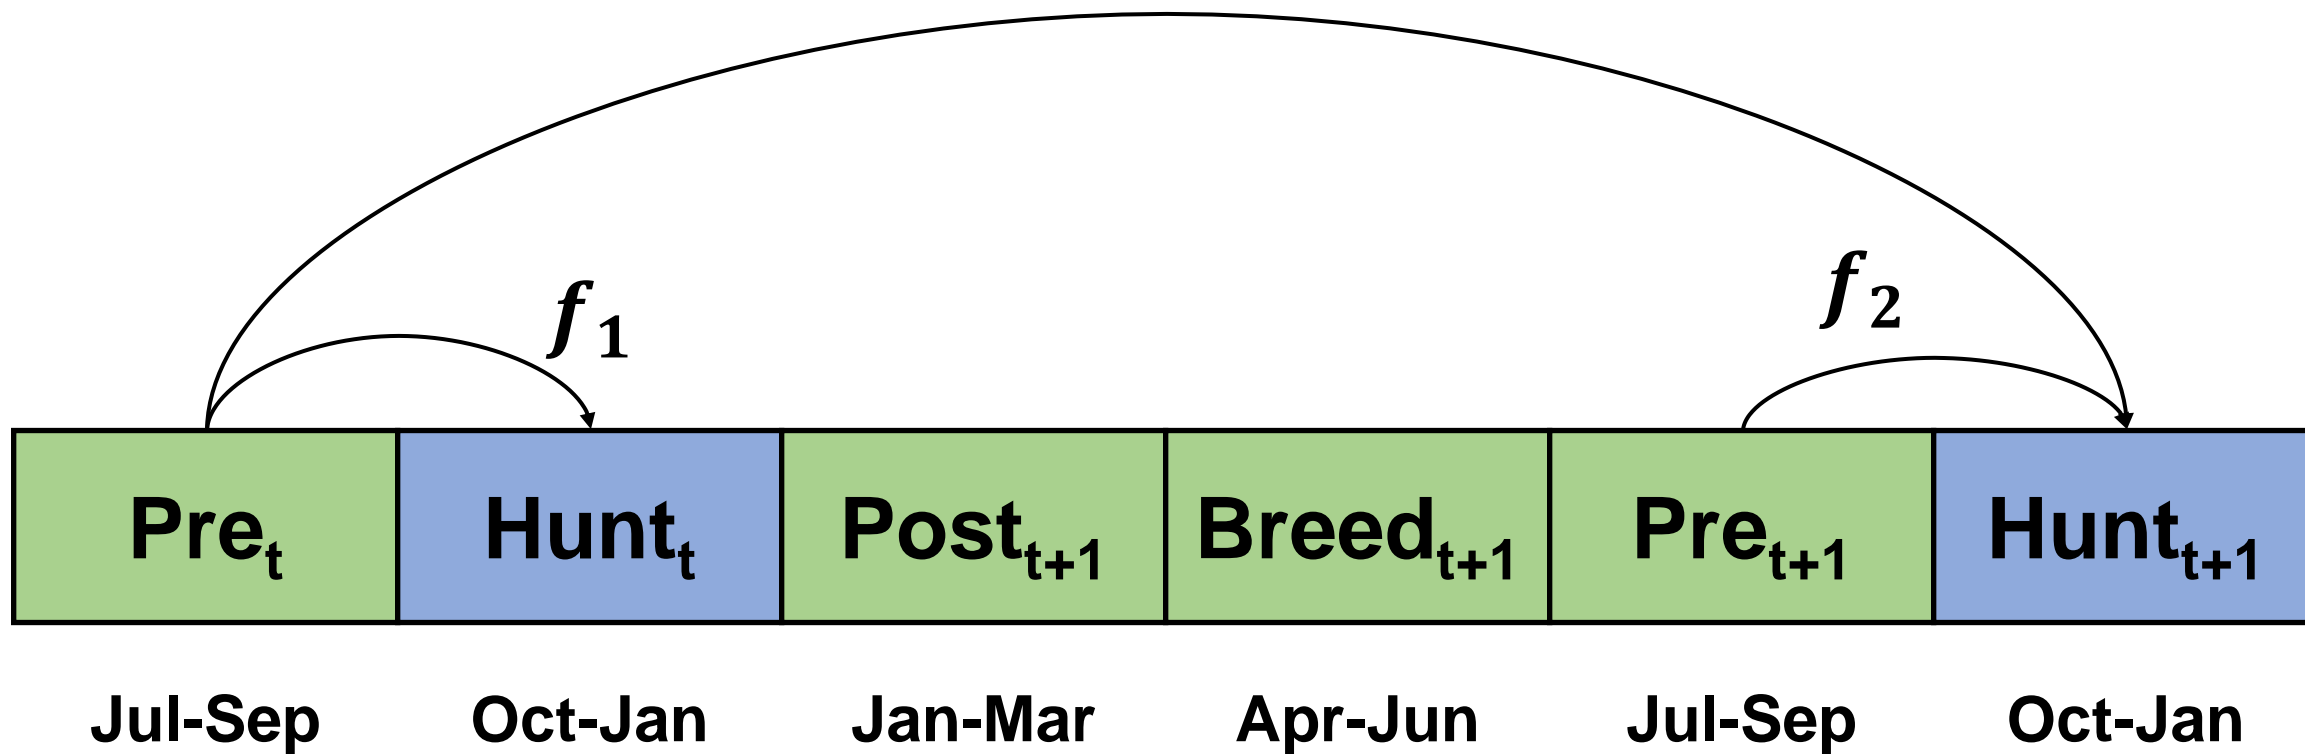 f₁
f₂
Preₜ Huntₜ Postₜ₊₁ Breedₜ₊₁ Preₜ₊₁ Huntₜ₊₁
Jul-Sep Oct-Jan Jan-Mar Apr-Jun Jul-Sep Oct-Jan